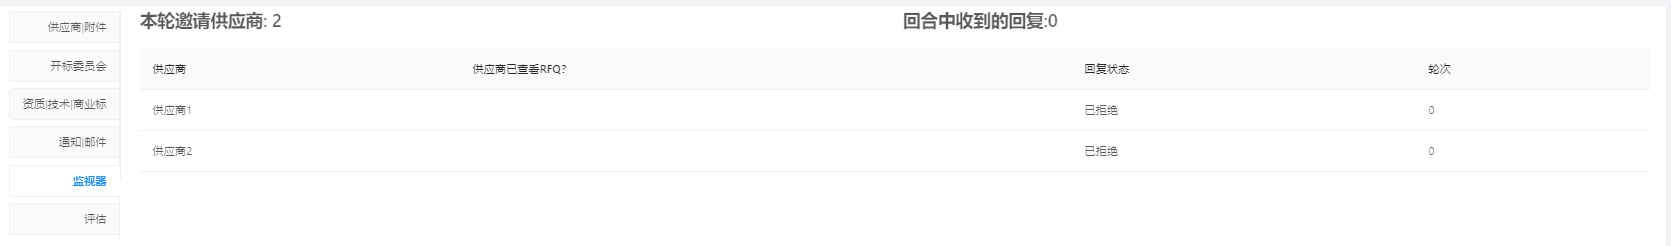 供应商|附件
开标委员会
资质|技术|商业标
通知|邮件
监视器
评估
本轮邀请供应商: 2
回合中收到的回复:0
供应商 供应商已查看RFQ? 回复状态 轮次
供应商1 已拒绝 0
供应商2 已拒绝 0